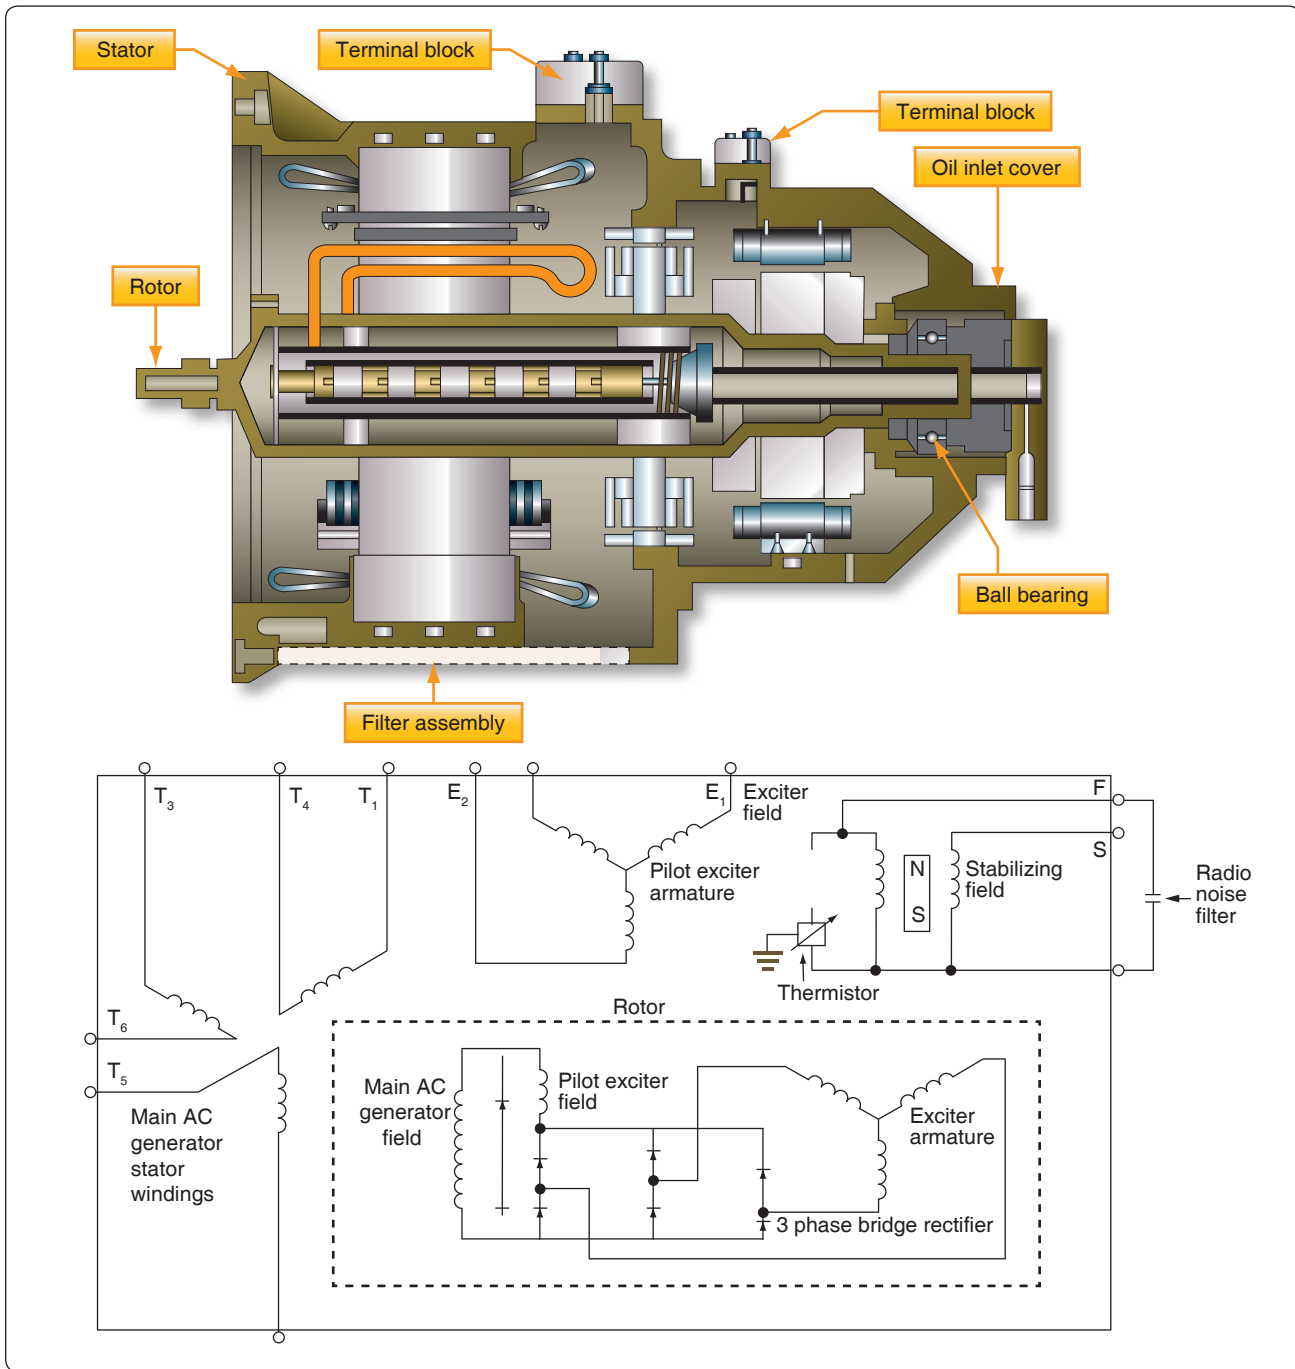 Stator
Terminal block
Terminal block
Oil inlet cover
Rotor
Ball bearing
Filter assembly
T3
T4
T1
E2
E1
Exciter
field
F
S
Pilot exciter
armature
N
S
Stabilizing
field
Radio
noise
filter
Thermistor
T6
T5
Main AC
generator
stator
windings
Rotor
Main AC
generator
field
Pilot exciter
field
Exciter
armature
3 phase bridge rectifier